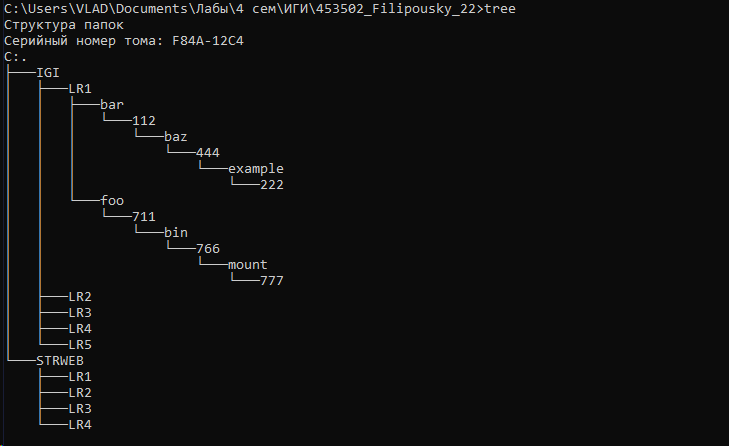 C:\Users\VLAD\Documents\Лабы\4 сем\ИГИ\453502_Filipousky_22>tree
Структура папок
Серийный номер тома: F84A-12C4
C:.
├───IGI
│   ├───LR1
│   │   ├───bar
│   │   │   └───112
│   │   │       └───baz
│   │   │           └───444
│   │   │               └───example
│   │   │                   └───222
│   │   └───foo
│   │       └───711
│   │           └───bin
│   │               └───766
│   │                   └───mount
│   │                       └───777
│   ├───LR2
│   ├───LR3
│   ├───LR4
│   └───LR5
└───STRWEB
    ├───LR1
    ├───LR2
    ├───LR3
    └───LR4